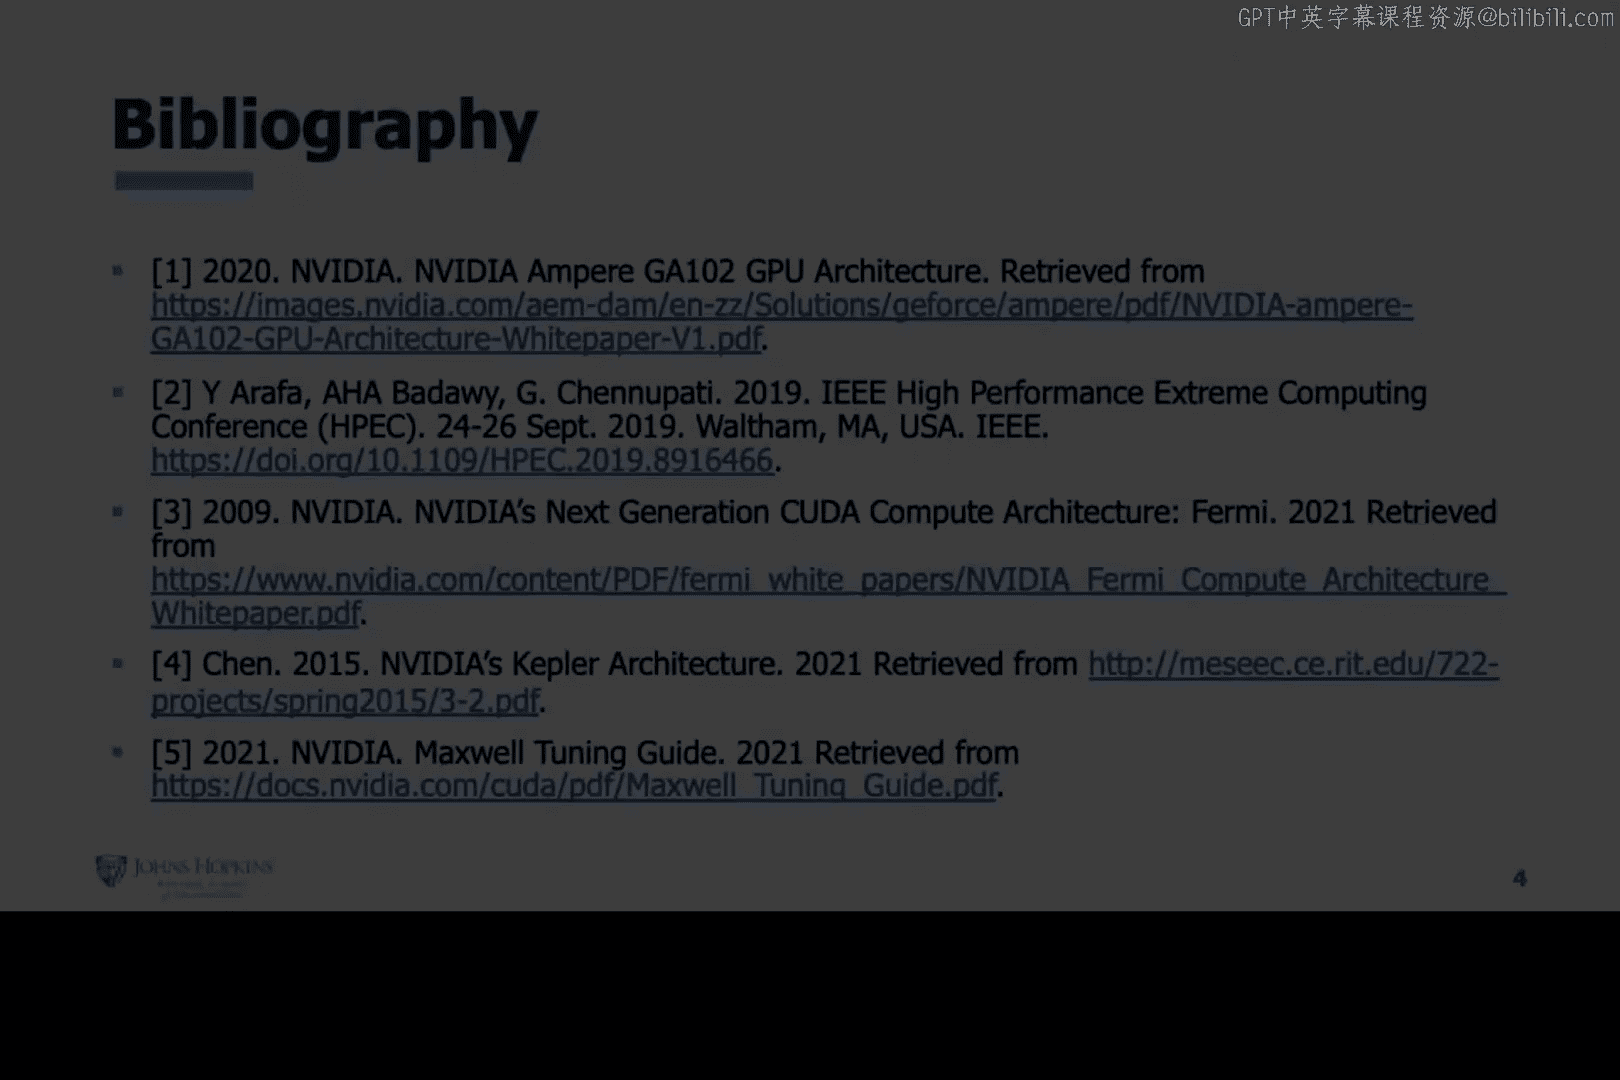 GPT中英字幕课程资源@bilibili.com
Bibliography
[1] 2020. NVIDIA. NVIDIA Ampere GA102 GPU Architecture. Retrieved from
https://images.nvidia.com/aem-dam/en-zz/Solutions/geforce/ampere/pdf/NVIDIA-ampere-
GA102-GPU-Architecture-Whitepaper-V1.pdf.
[2] Y Arafa, AHA Badawy, G. Chennupati. 2019. IEEE High Performance Extreme Computing
Conference (HPEC). 24-26 Sept. 2019. Waltham, MA, USA. IEEE.
https://doi.org/10.1109/HPEC.2019.8916466.
[3] 2009. NVIDIA. NVIDIA’s Next Generation CUDA Compute Architecture: Fermi. 2021 Retrieved
from
https://www.nvidia.com/content/PDF/fermi_white_papers/NVIDIA_Fermi_Compute_Architecture_
Whitepaper.pdf.
[4] Chen. 2015. NVIDIA’s Kepler Architecture. 2021 Retrieved from http://meseec.ce.rit.edu/722-
projects/spring2015/3-2.pdf.
[5] 2021. NVIDIA. Maxwell Tuning Guide. 2021 Retrieved from
https://docs.nvidia.com/cuda/pdf/Maxwell_Tuning_Guide.pdf.
JOHNS HOPKINS
4